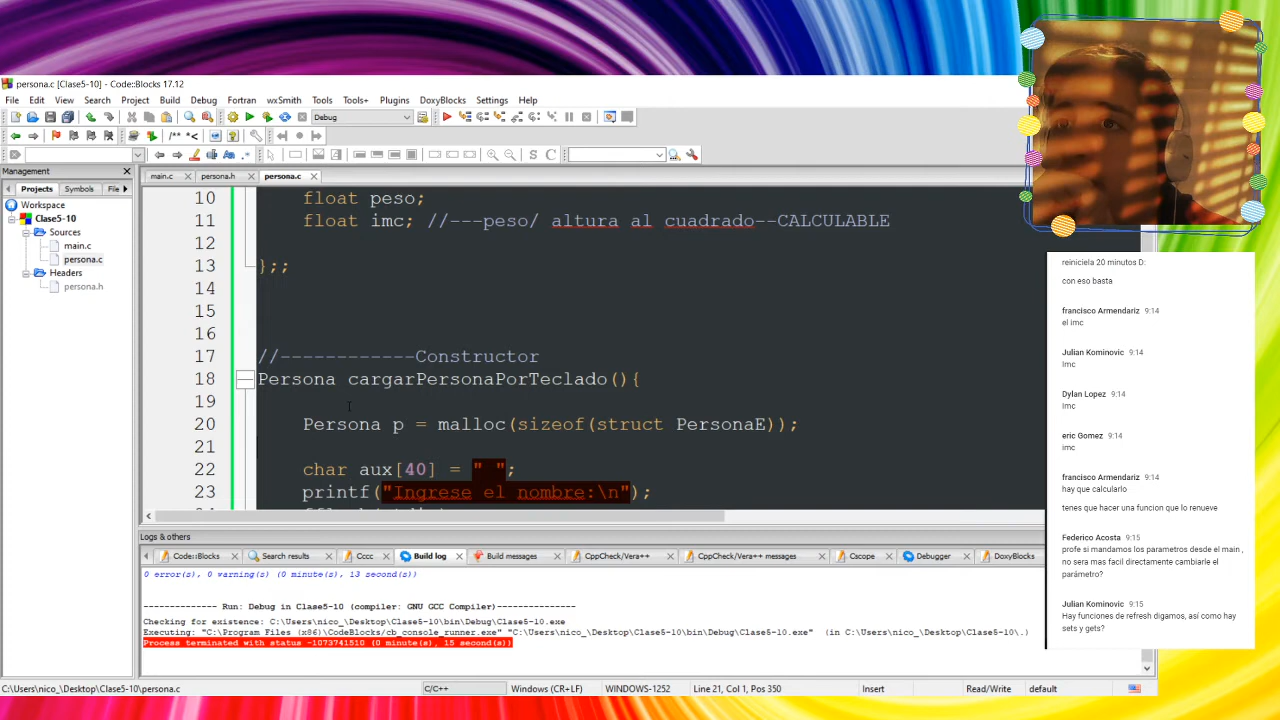 persona.c [Clase5-10] - Code::Blocks 17.12
File Edit View Search Project Build Debug Fortran wxSmith Tools Tools+ Plugins DoxyBlocks Settings Help
Debug
Management
Projects Symbols File
Workspace
Clase5-10
Sources
main.c
persona.c
Headers
persona.h
main.c persona.h persona.c
10 float peso;
11 float imc; //---peso/ altura al cuadrado--CALCULABLE
12
13 };;
14
15
16
17 //------------Constructor
18 Persona cargarPersonaPorTeclado(){
19
20 Persona p = malloc(sizeof(struct PersonaE));
21
22 char aux[40] = " ";
23 printf("Ingrese el nombre:\n");
Logs & others
Code::Blocks Search results Cccc Build log Build messages CppCheck/Vera++ CppCheck/Vera++ messages Cscope Debugger DoxyBlocks
0 error(s), 0 warning(s) (0 minute(s), 13 second(s))
-------------- Run: Debug in Clase5-10 (compiler: GNU GCC Compiler)---------------
Checking for existence: C:\Users\nico_\Desktop\Clase5-10\bin\Debug\Clase5-10.exe
Executing: "C:\Program Files (x86)\CodeBlocks/cb_console_runner.exe" "C:\Users\nico_\Desktop\Clase5-10\bin\Debug\Clase5-10.exe" (in C:\Users\nico_\Desktop\Clase5-10\.)
Process terminated with status -1073741510 (0 minute(s), 15 second(s))
C:\Users\nico_\Desktop\Clase5-10\persona.c C/C++ Windows (CR+LF) WINDOWS-1252 Line 21, Col 1, Pos 350 Insert Read/Write default
reiniciela 20 minutos D:
con eso basta
francisco Armendariz 9:14
el imc
Julian Kominovic 9:14
Imc
Dylan Lopez 9:14
Imc
eric Gomez 9:14
imc
francisco Armendariz 9:14
hay que calcularlo
tenes que hacer una funcion que lo renueve
Federico Acosta 9:15
profe si mandamos los parametros desde el main ,
no sera mas facil directamente cambiarle el
parámetro?
Julian Kominovic 9:15
Hay funciones de refresh digamos, así como hay
sets y gets?